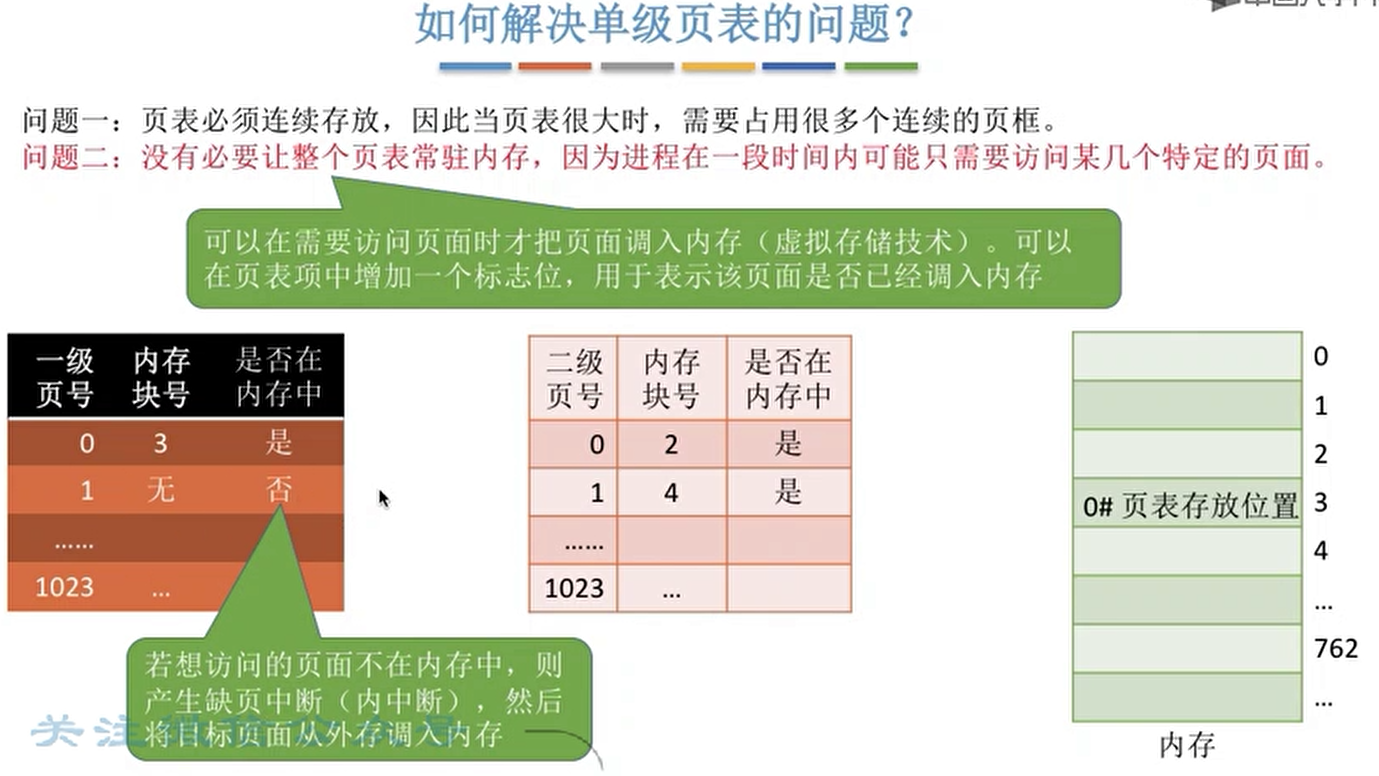 如何解决单级页表的问题？
问题一：页表必须连续存放，因此当页表很大时，需要占用很多个连续的页框。
问题二：没有必要让整个页表常驻内存，因为进程在一段时间内可能只需要访问某几个特定的页面。
可以在需要访问页面时才把页面调入内存（虚拟存储技术）。可以
在页表项中增加一个标志位，用于表示该页面是否已经调入内存
一级页号 内存块号 是否在内存中
0 3 是
1 无 否
……
1023 ...
二级页号 内存块号 是否在内存中
0 2 是
1 4 是
……
1023 ...
0
1
2
0# 页表存放位置 3
4
...
762
...
内存
若想访问的页面不在内存中，则
产生缺页中断（内中断），然后
将目标页面从外存调入内存
关注微信公众号